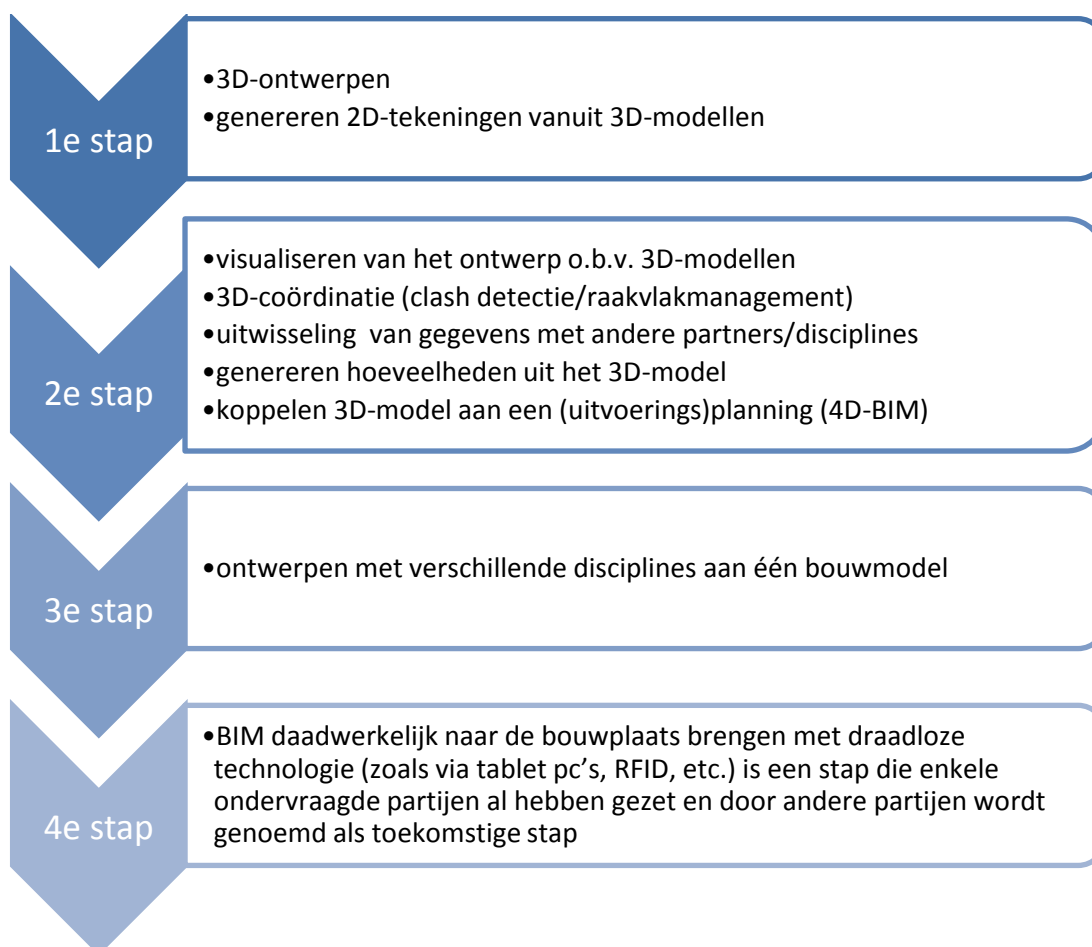 1e stap
•3D-ontwerpen
•genereren 2D-tekeningen vanuit 3D-modellen
2e stap
•visualiseren van het ontwerp o.b.v. 3D-modellen
•3D-coördinatie (clash detectie/raakvlakmanagement)
•uitwisseling van gegevens met andere partners/disciplines
•genereren hoeveelheden uit het 3D-model
•koppelen 3D-model aan een (uitvoerings)planning (4D-BIM)
3e stap
•ontwerpen met verschillende disciplines aan één bouwmodel
4e stap
•BIM daadwerkelijk naar de bouwplaats brengen met draadloze
technologie (zoals via tablet pc’s, RFID, etc.) is een stap die enkele
ondervraagde partijen al hebben gezet en door andere partijen wordt
genoemd als toekomstige stap